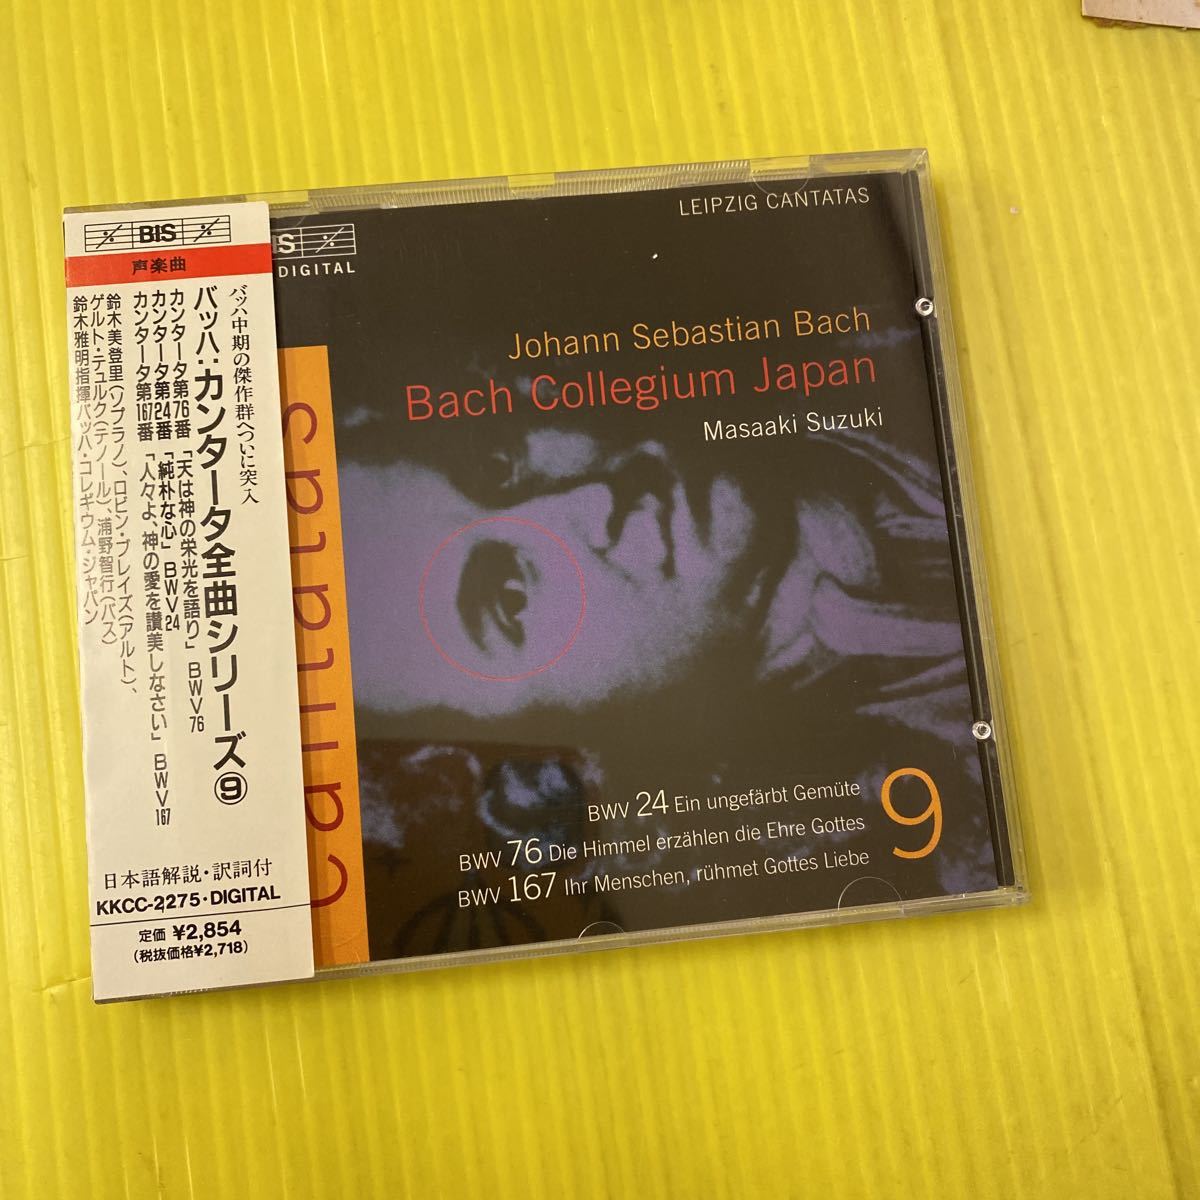 BIS
声楽曲
バッハ中期の傑作群へついに突入
バッハ:カンタータ全曲シリーズ⑨
カンタータ第76番「天は神の栄光を語り」BWV76
カンタータ第24番「純朴な心」BWV24
カンタータ第167番「人々よ、神の愛を讃美しなさい」BWV167
鈴木美登里(ソプラノ)、ロビン・ブレイズ(アルト)、
ゲルト・テュルク(テノール)、浦野智行(バス)
鈴木雅明指揮バッハ・コレギウム・ジャパン
日本語解説・訳詞付
KKCC-2275・DIGITAL
定価 ¥2,854
(税抜価格¥2,718)
IS
DIGITAL
LEIPZIG CANTATAS
Johann Sebastian Bach
Bach Collegium Japan
Masaaki Suzuki
cantatas
BWV 24 Ein ungefärbt Gemüte
BWV 76 Die Himmel erzählen die Ehre Gottes
BWV 167 Ihr Menschen, rühmet Gottes Liebe
9